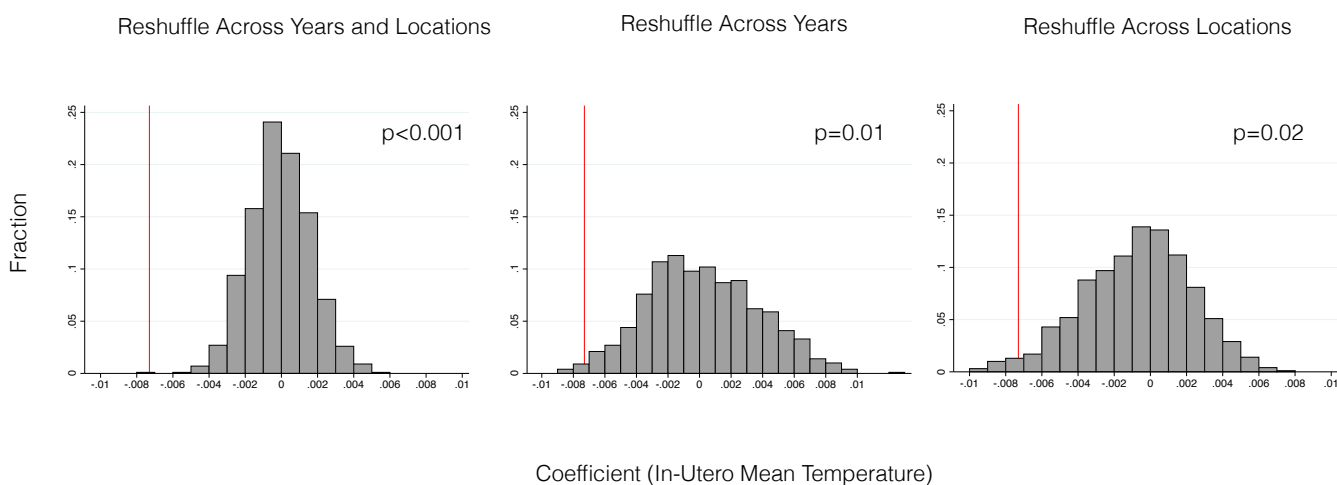 Reshuffle Across Years and Locations
Reshuffle Across Years
Reshuffle Across Locations
Fraction
0 .05 .1 .15 .2 .25
p<0.001
-.01 -.008 -.006 -.004 -.002 0 .002 .004 .006 .008 .01
0 .05 .1 .15 .2 .25
p=0.01
-.01 -.008 -.006 -.004 -.002 0 .002 .004 .006 .008 .01
0 .05 .1 .15 .2 .25
p=0.02
-.01 -.008 -.006 -.004 -.002 0 .002 .004 .006 .008 .01
Coefficient (In-Utero Mean Temperature)